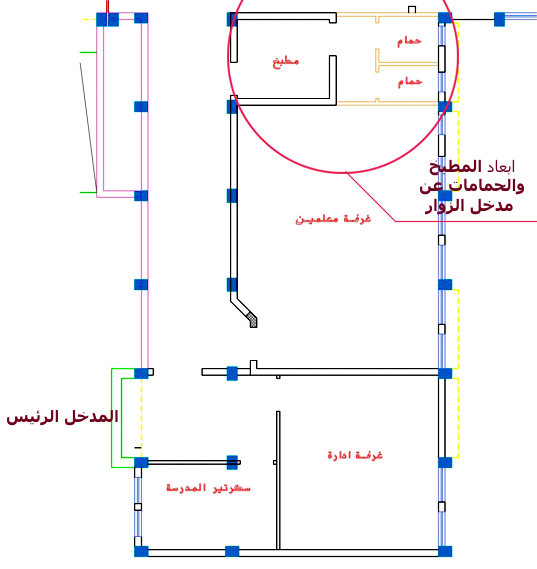 حمام
مطبخ
حمام
ابعاد المطبخ
والحمامات عن
مدخل الزوار
غرفة معلمين
المدخل الرئيس
غرفة ادارة
سكرتير المدرسة